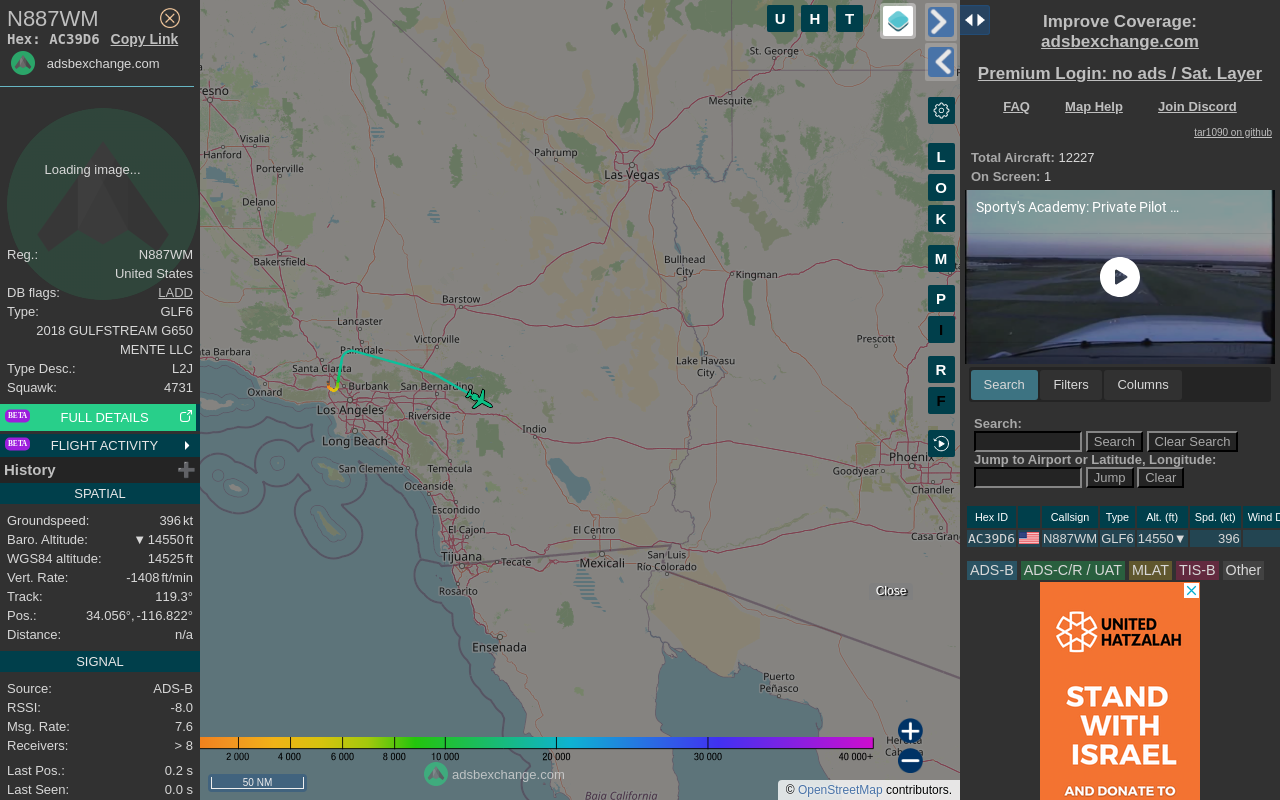 N887WM
Hex: AC39D6 Copy Link
adsbexchange.com
Loading image...
Reg.: N887WM
United States
DB flags: LADD
Type: GLF6
2018 GULFSTREAM G650
MENTE LLC
Type Desc.: L2J
Squawk: 4731
BETA FULL DETAILS
BETA FLIGHT ACTIVITY
History
SPATIAL
Groundspeed: 396 kt
Baro. Altitude: ▼ 14550 ft
WGS84 altitude: 14525 ft
Vert. Rate: -1408 ft/min
Track: 119.3°
Pos.: 34.056°, -116.822°
Distance: n/a
SIGNAL
Source: ADS-B
RSSI: -8.0
Msg. Rate: 7.6
Receivers: > 8
Last Pos.: 0.2 s
Last Seen: 0.0 s
U H T
L
O
K
M
P
I
R
F
St. George
Mesquite
resno
Visalia
Hanford
Porterville
Delano
Pahrump
Las Vegas
Bakersfield
Bullhead
City
Kingman
Barstow
Lancaster
Palmdale
Victorville
Prescott
ta Barbara
Santa Clarita
Lake Havasu
City
Oxnard
Burbank
San Bernardino
Los Angeles
Riverside
Long Beach
Indio
Phoenix
Goodyear
Chandler
San Clemente
Temecula
Oceanside
Escondido
El Cajon
El Centro
Casa Gran
Tijuana
Tecate
Mexicali
San Luis
Río Colorado
Rosarito
Ensenada
Puerto
Peñasco
Heroica
Cabo
Baja California
Close
2 000 4 000 6 000 8 000 10 000 20 000 30 000 40 000+
adsbexchange.com
50 NM
© OpenStreetMap contributors.
Improve Coverage:
adsbexchange.com
Premium Login: no ads / Sat. Layer
FAQ Map Help Join Discord
tar1090 on github
Total Aircraft: 12227
On Screen: 1
Sporty's Academy: Private Pilot ...
Search Filters Columns
Search:
Search Clear Search
Jump to Airport or Latitude, Longitude:
Jump Clear
Hex ID Callsign Type Alt. (ft) Spd. (kt) Wind D
AC39D6 N887WM GLF6 14550▼ 396
ADS-B ADS-C/R / UAT MLAT TIS-B Other
UNITED
HATZALAH
STAND
WITH
ISRAEL
AND DONATE TO